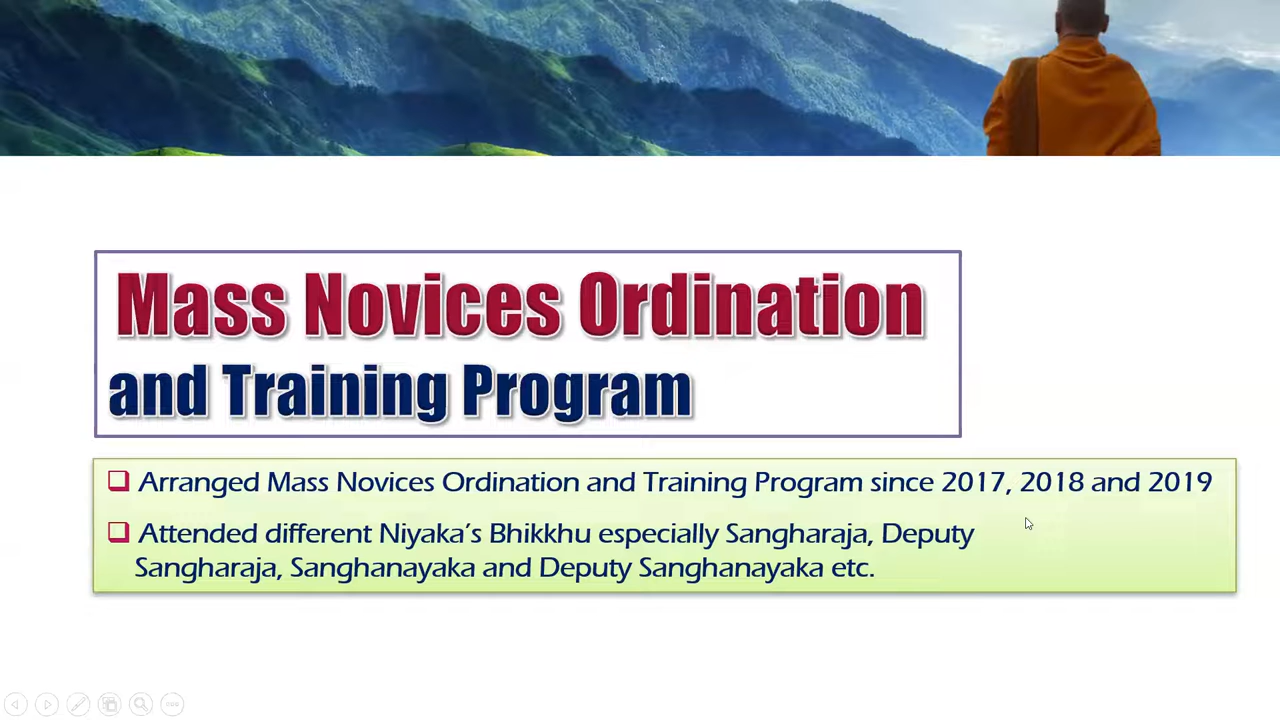 Mass Novices Ordination
and Training Program
Arranged Mass Novices Ordination and Training Program since 2017, 2018 and 2019
Attended different Niyaka's Bhikkhu especially Sangharaja, Deputy
Sangharaja, Sanghanayaka and Deputy Sanghanayaka etc.